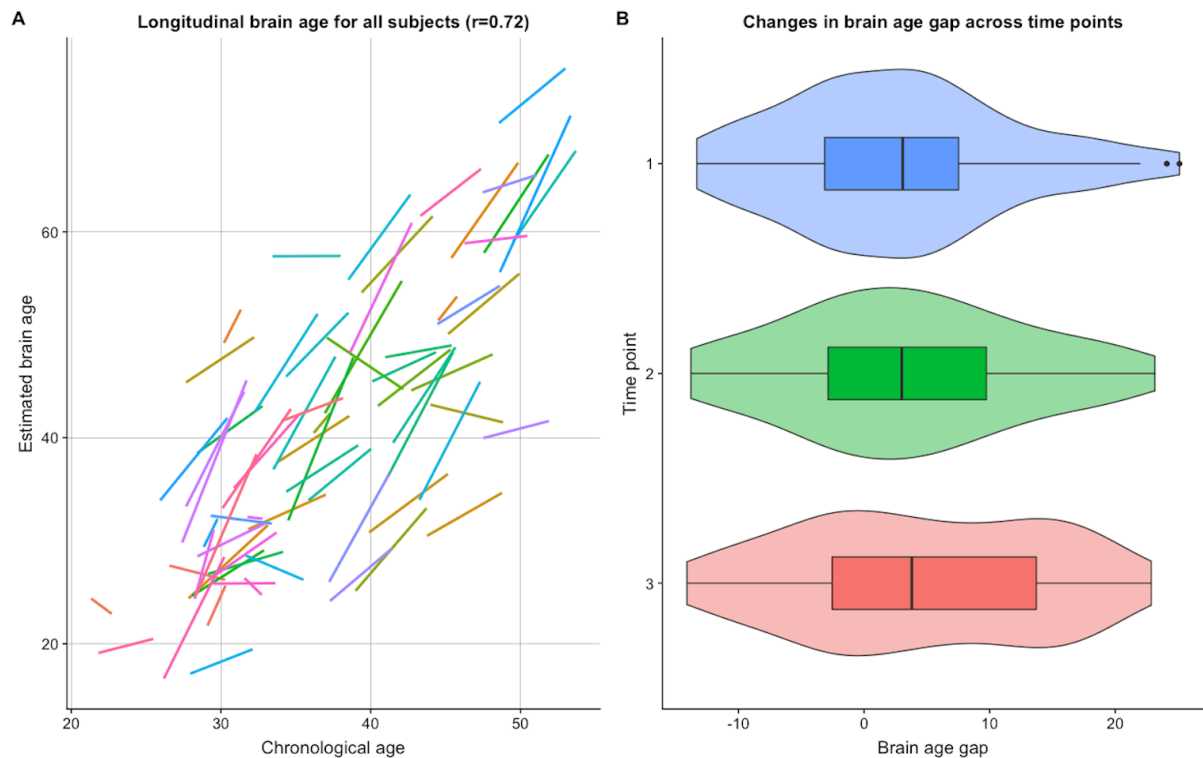 A
Longitudinal brain age for all subjects (r=0.72)
Estimated brain age
60
40
20
20
30
40
50
Chronological age
B
Changes in brain age gap across time points
Time point
1
2
3
-10
0
10
20
Brain age gap